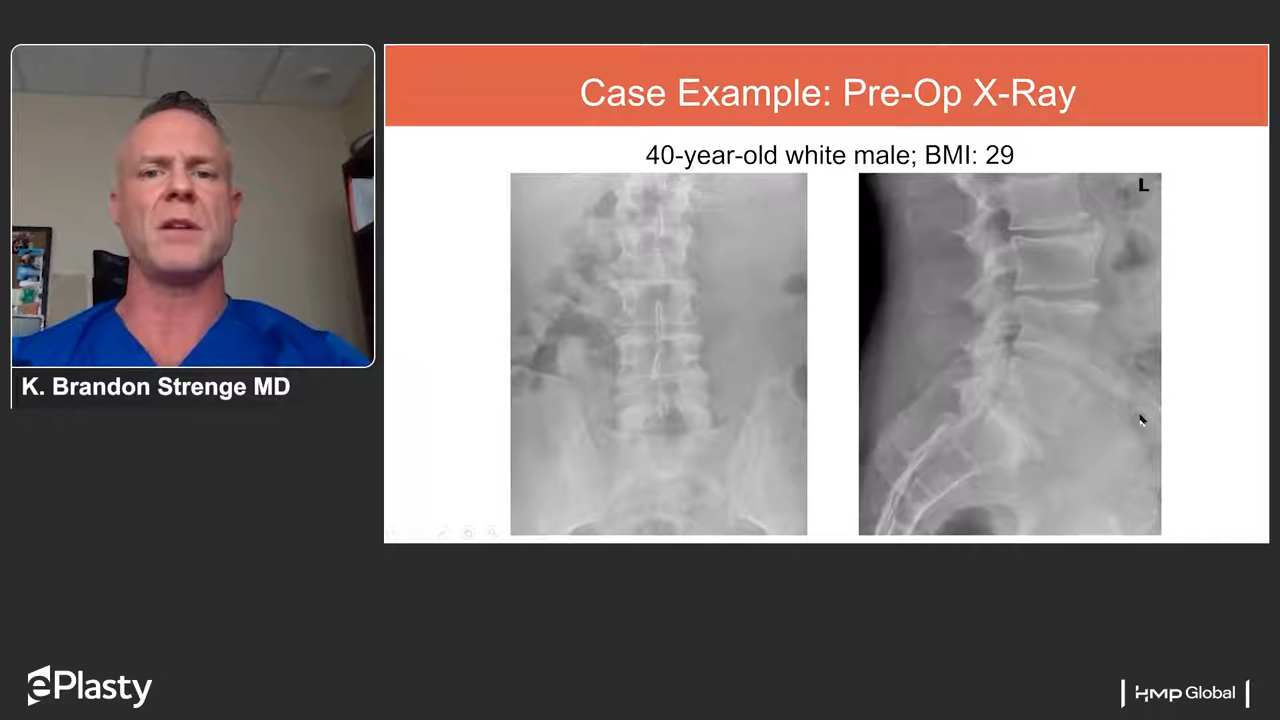 Case Example: Pre-Op X-Ray
40-year-old white male; BMI: 29
L
K. Brandon Strenge MD
ePlasty
HMP Global